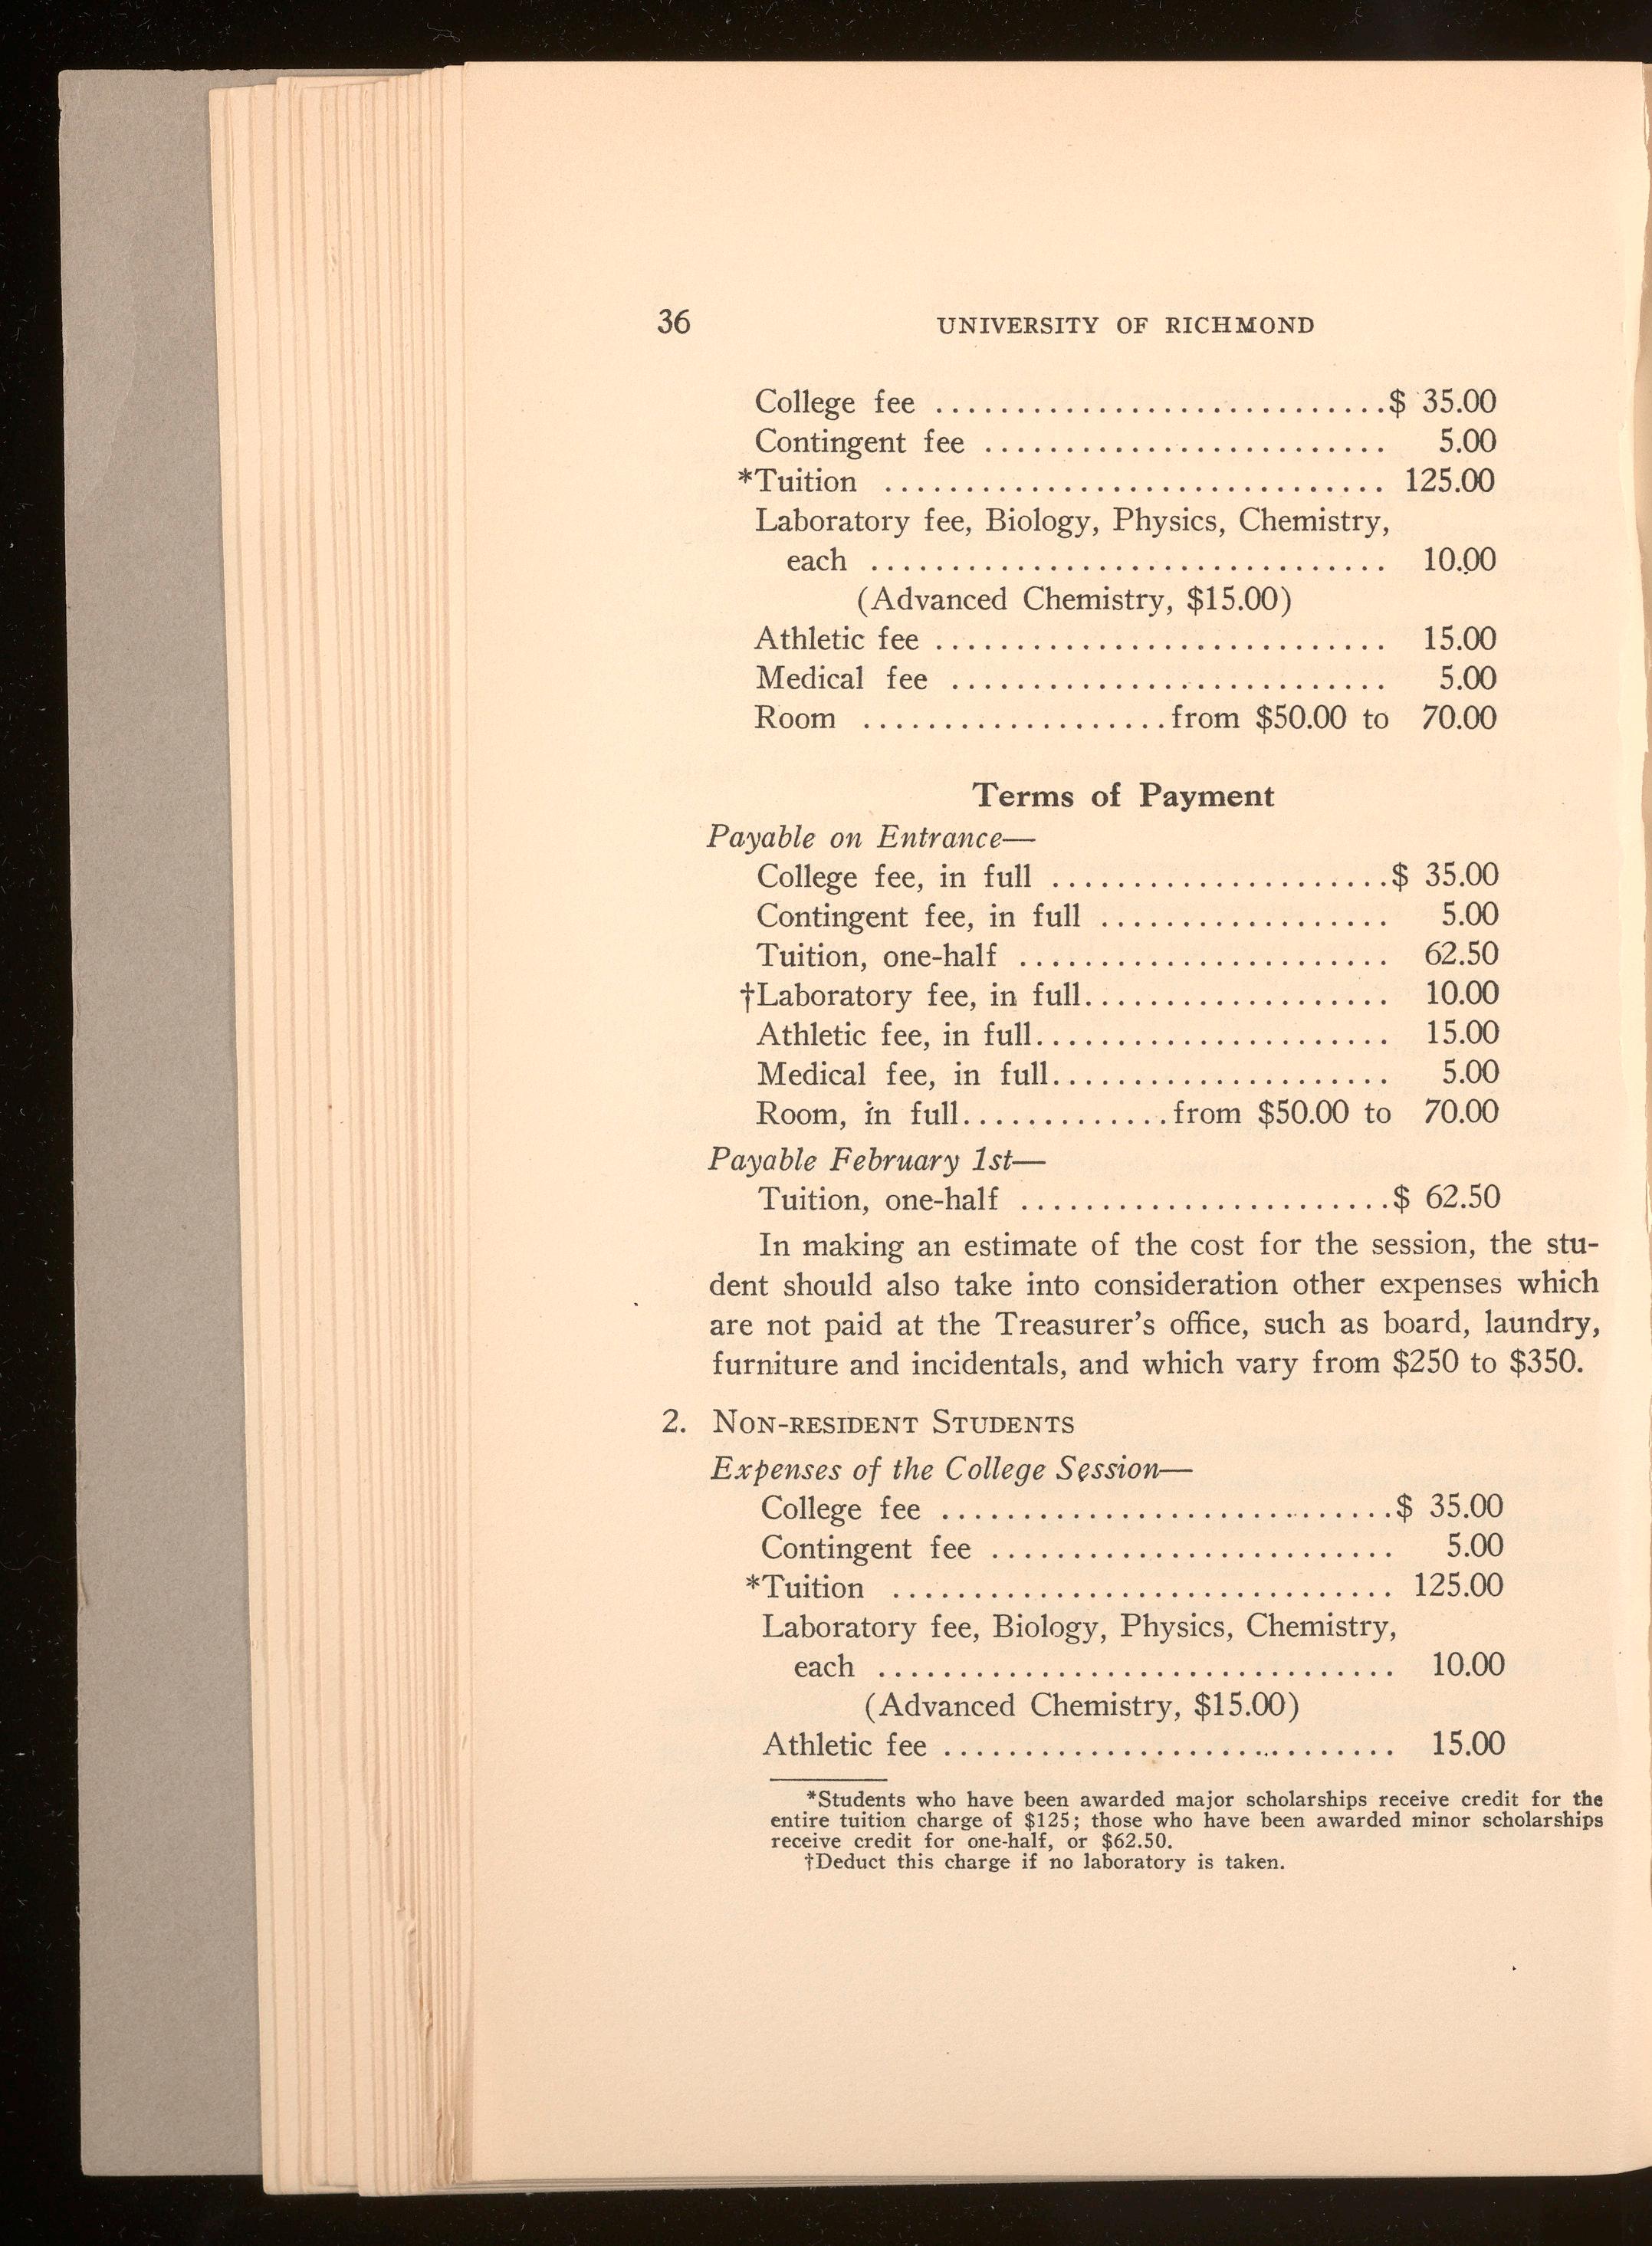 36 UNIVERSITY OF RICHMOND
College fee ............................$ 35.00
Contingent fee ......................... 5.00
*Tuition ............................... 125.00
Laboratory fee, Biology, Physics, Chemistry,
each ................................ 10.00
(Advanced Chemistry, $15.00)
Athletic fee ............................ 15.00
Medical fee ........................... 5.00
Room ...................from $50.00 to 70.00
Terms of Payment
Payable on Entrance—
College fee, in full .....................$ 35.00
Contingent fee, in full .................. 5.00
Tuition, one-half ....................... 62.50
†Laboratory fee, in full................... 10.00
Athletic fee, in full...................... 15.00
Medical fee, in full..................... 5.00
Room, in full.............from $50.00 to 70.00
Payable February 1st—
Tuition, one-half .......................$ 62.50
In making an estimate of the cost for the session, the stu-
dent should also take into consideration other expenses which
are not paid at the Treasurer's office, such as board, laundry,
furniture and incidentals, and which vary from $250 to $350.
2. NON-RESIDENT STUDENTS
Expenses of the College Session—
College fee ............................$ 35.00
Contingent fee ......................... 5.00
*Tuition ............................... 125.00
Laboratory fee, Biology, Physics, Chemistry,
each ................................ 10.00
(Advanced Chemistry, $15.00)
Athletic fee ............................ 15.00
*Students who have been awarded major scholarships receive credit for the
entire tuition charge of $125; those who have been awarded minor scholarships
receive credit for one-half, or $62.50.
†Deduct this charge if no laboratory is taken.